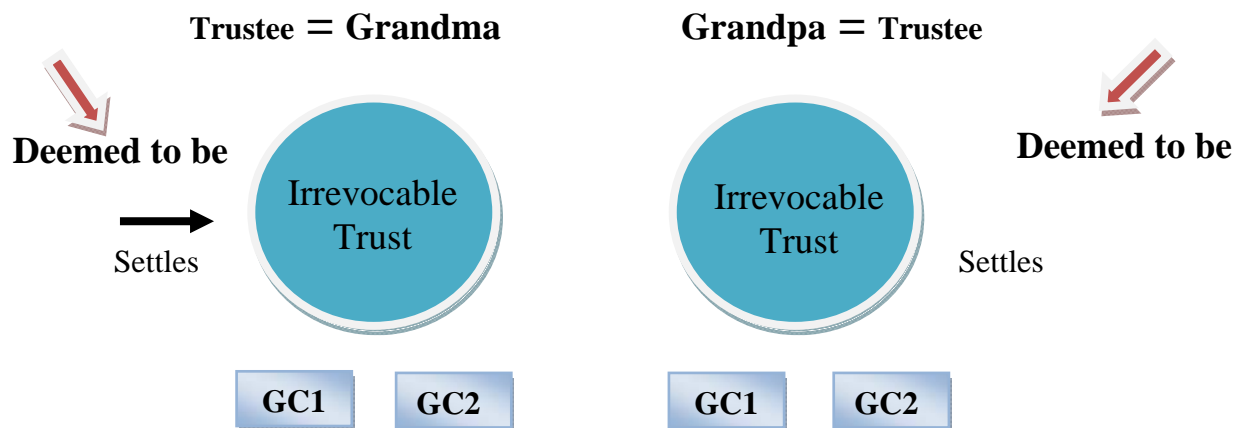 Trustee = Grandma
Grandpa = Trustee
Deemed to be
Deemed to be
Irrevocable
Trust
Irrevocable
Trust
Settles
Settles
GC1
GC2
GC1
GC2